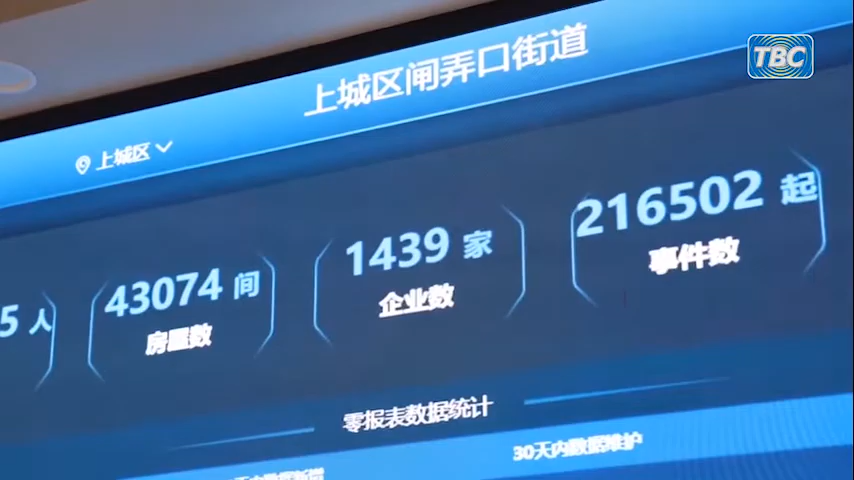 TBC
上城区闸弄口街道
上城区
5 人
43074 间
房屋数
1439 家
企业数
216502 起
事件数
零报表数据统计
30天内数据维护